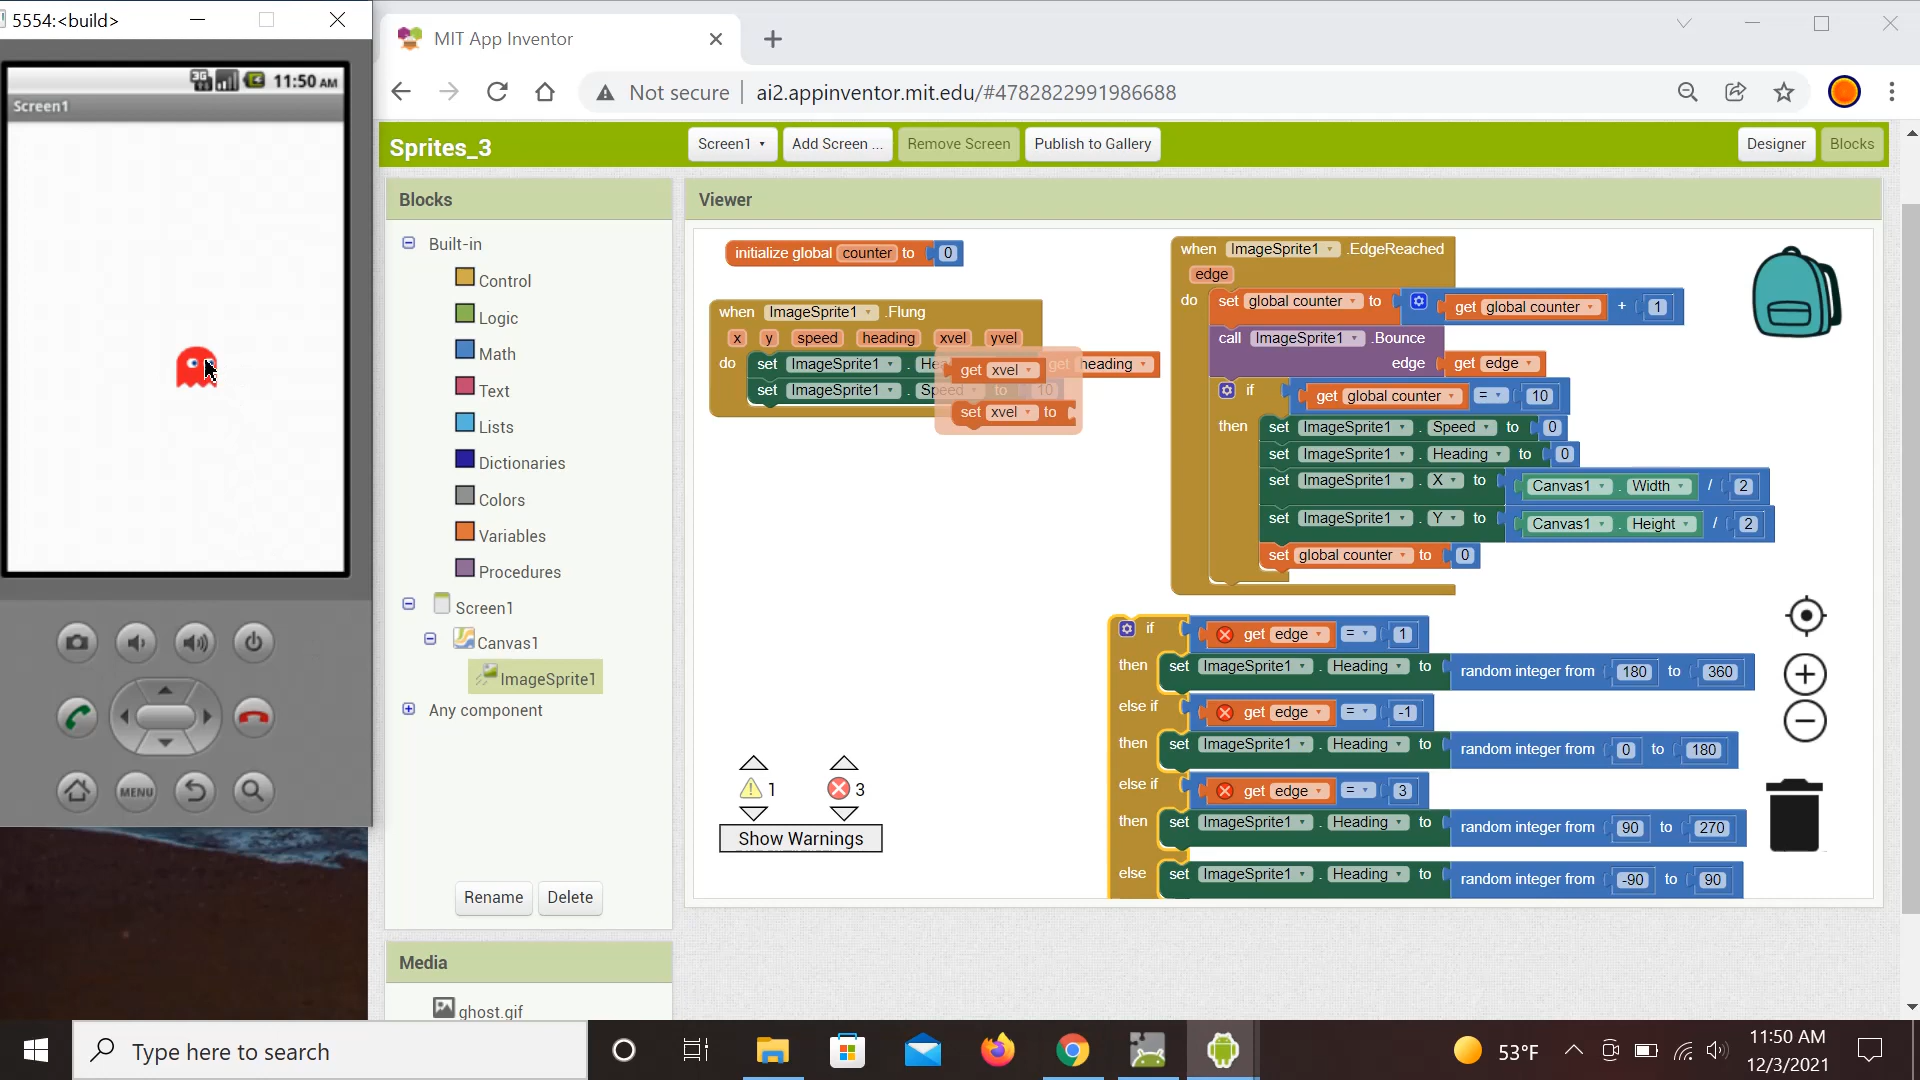 5554:<build>
3G 11:50 AM
Screen1
MENU
MIT App Inventor
Not secure ai2.appinventor.mit.edu/#4782822991986688
Sprites_3
Screen1 Add Screen ... Remove Screen Publish to Gallery Designer Blocks
Blocks
Built-in
Control
Logic
Math
Text
Lists
Dictionaries
Colors
Variables
Procedures
Screen1
Canvas1
ImageSprite1
Any component
Rename Delete
Media
ghost.gif
Viewer
initialize global counter to 0
when ImageSprite1 .Flung
x y speed heading xvel yvel
do set ImageSprite1 . He get heading
set ImageSprite1 . Speed to 10
get xvel
set xvel to
when ImageSprite1 .EdgeReached
edge
do set global counter to get global counter + 1
call ImageSprite1 .Bounce
edge get edge
if get global counter = 10
then set ImageSprite1 . Speed to 0
set ImageSprite1 . Heading to 0
set ImageSprite1 . X to Canvas1 . Width / 2
set ImageSprite1 . Y to Canvas1 . Height / 2
set global counter to 0
if get edge = 1
then set ImageSprite1 . Heading to random integer from 180 to 360
else if get edge = -1
then set ImageSprite1 . Heading to random integer from 0 to 180
else if get edge = 3
then set ImageSprite1 . Heading to random integer from 90 to 270
else set ImageSprite1 . Heading to random integer from -90 to 90
1 3
Show Warnings
Type here to search
53°F
11:50 AM
12/3/2021